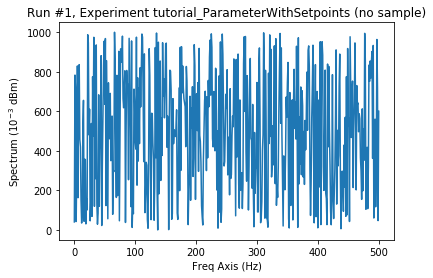 Run #1, Experiment tutorial_ParameterWithSetpoints (no sample)
1000
800
600
400
200
0
Spectrum (10⁻³ dBm)
0 100 200 300 400 500
Freq Axis (Hz)